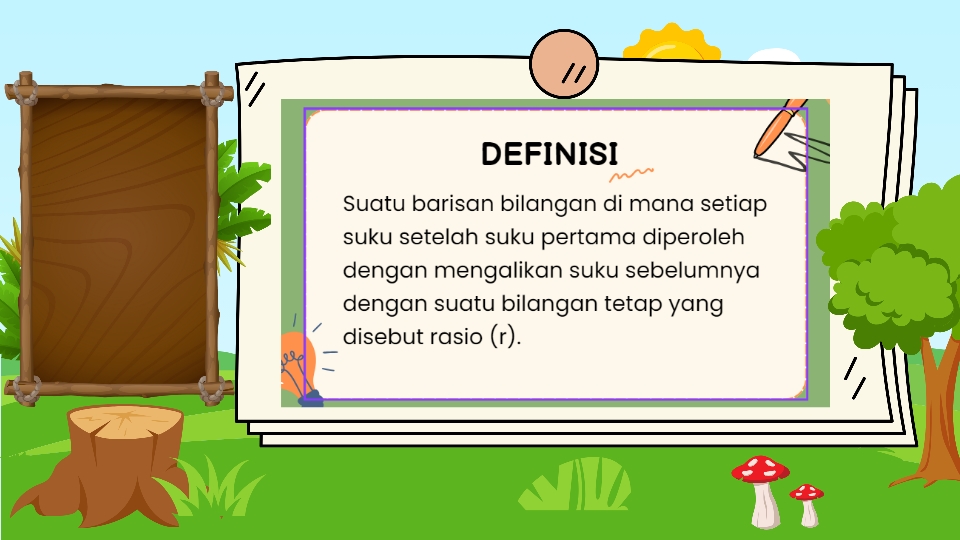 DEFINISI
Suatu barisan bilangan di mana setiap
suku setelah suku pertama diperoleh
dengan mengalikan suku sebelumnya
dengan suatu bilangan tetap yang
disebut rasio (r).